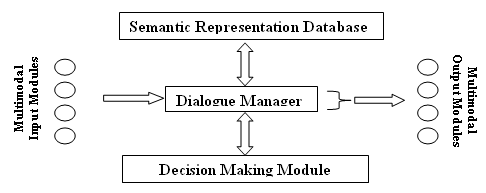 Semantic Representation Database
Multimodal
Input Modules
Dialogue Manager
Multimodal
Output Modules
Decision Making Module